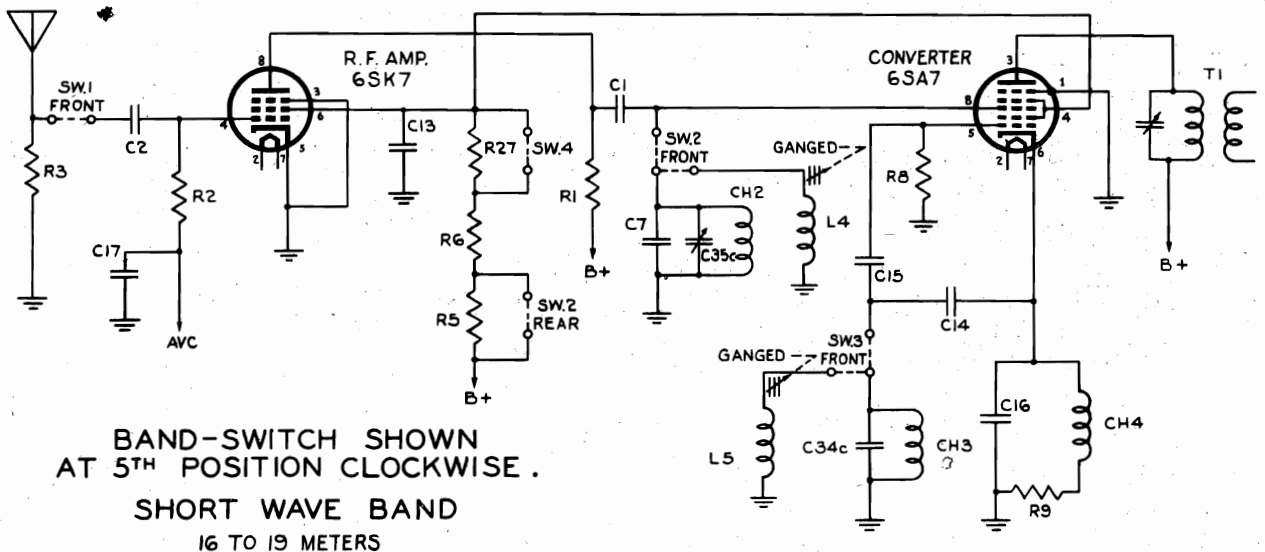 R.F. AMP.
6SK7
CONVERTER
6SA7
SW.1
FRONT
C2
R3
R2
C17
AVC
8
3
6
4
2
7
5
C13
R27
SW.4
R6
R5
SW.2
REAR
B+
C1
R1
B+
SW.2
FRONT
C7
C35c
CH2
L4
GANGED
3
1
8
4
5
2
7
6
R8
T1
B+
C15
C14
SW.3
FRONT
GANGED
L5
C34c
CH3
C16
CH4
R9
BAND-SWITCH SHOWN
AT 5TH POSITION CLOCKWISE.
SHORT WAVE BAND
16 TO 19 METERS